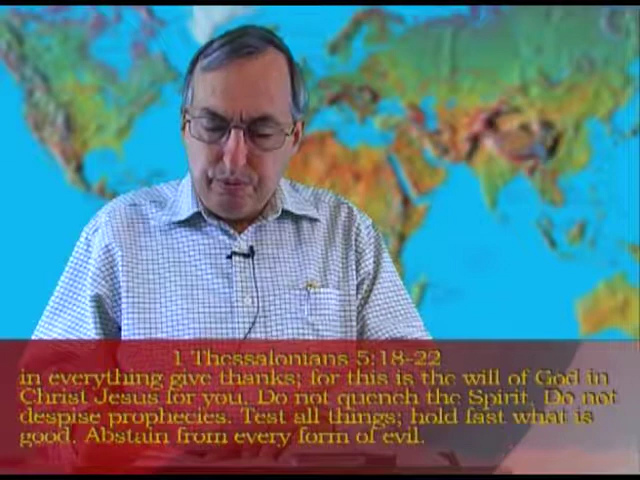 1 Thessalonians 5:18-22
in everything give thanks; for this is the will of God in
Christ Jesus for you. Do not quench the Spirit. Do not
despise prophecies. Test all things; hold fast what is
good. Abstain from every form of evil.